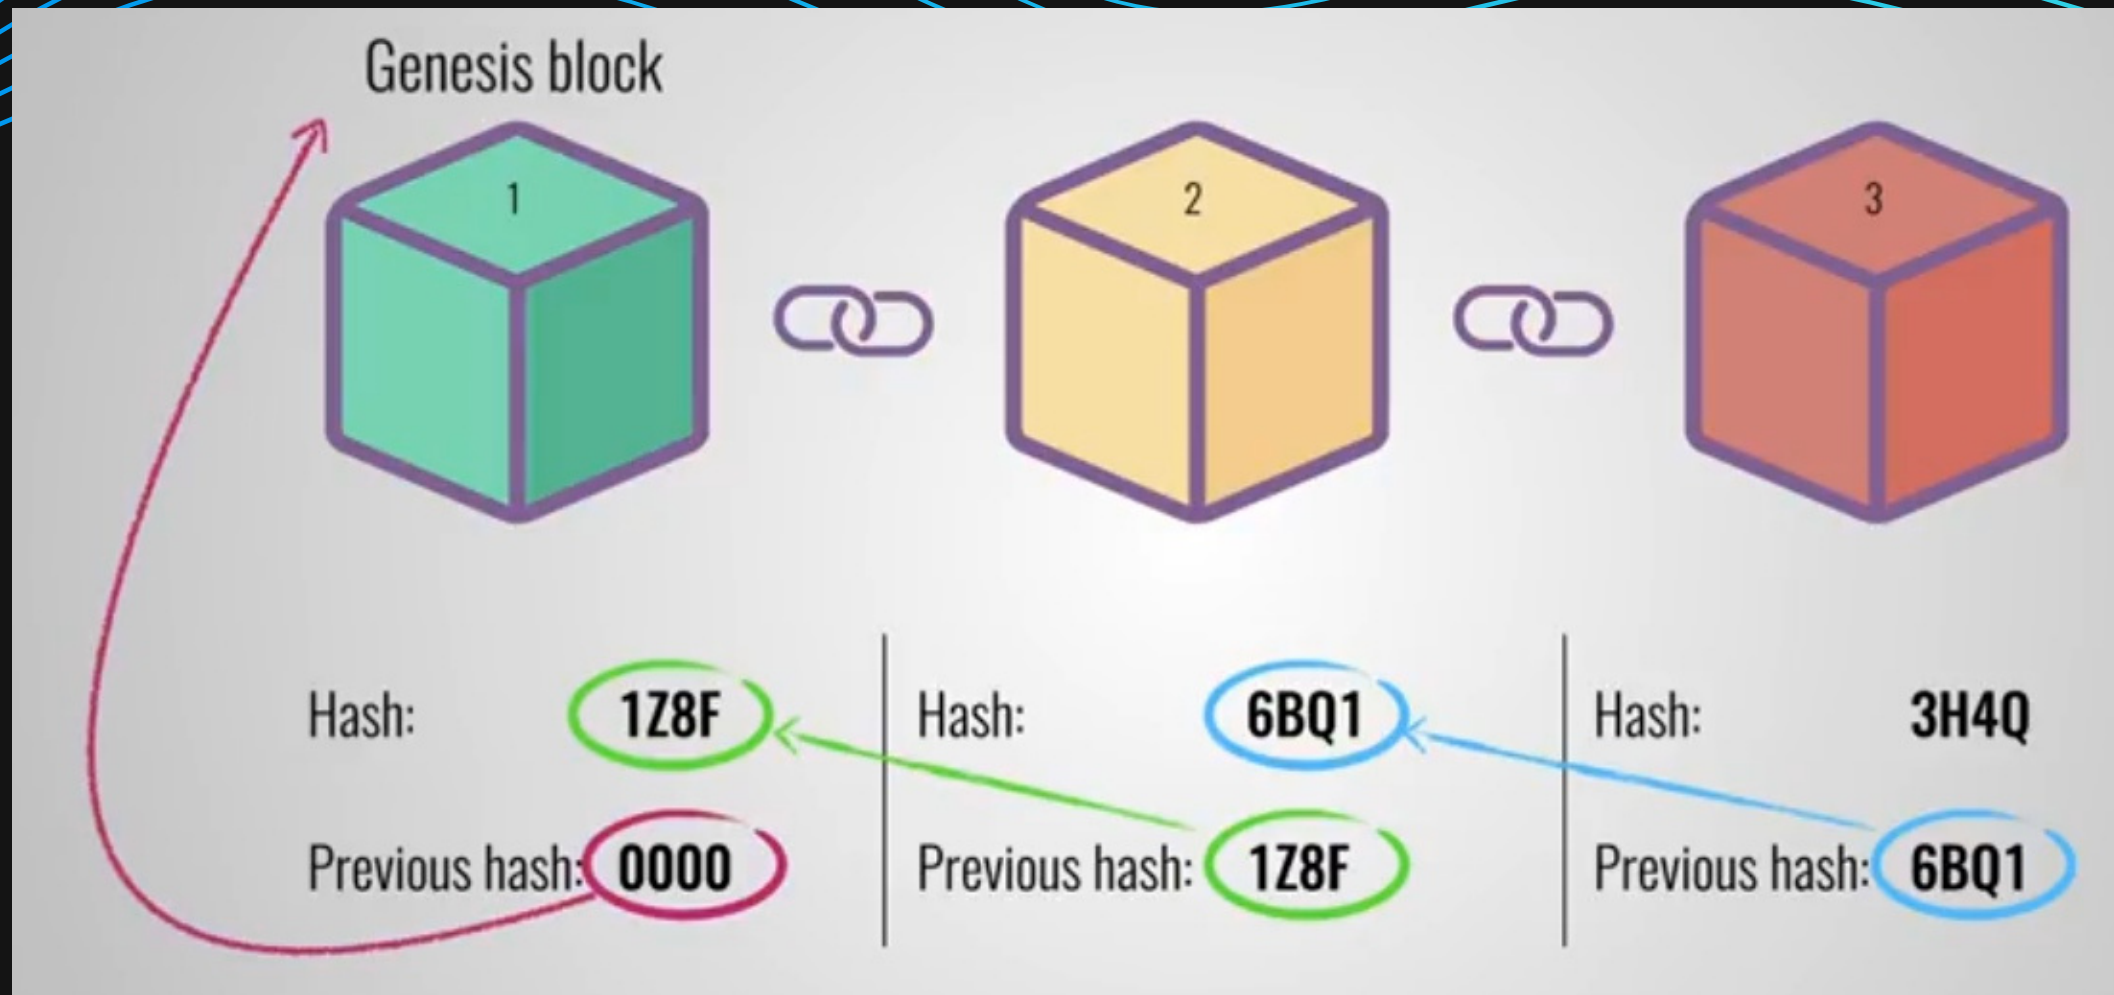 Genesis block
1
2
3
Hash: 1Z8F
Previous hash: 0000
Hash: 6BQ1
Previous hash: 1Z8F
Hash: 3H4Q
Previous hash: 6BQ1